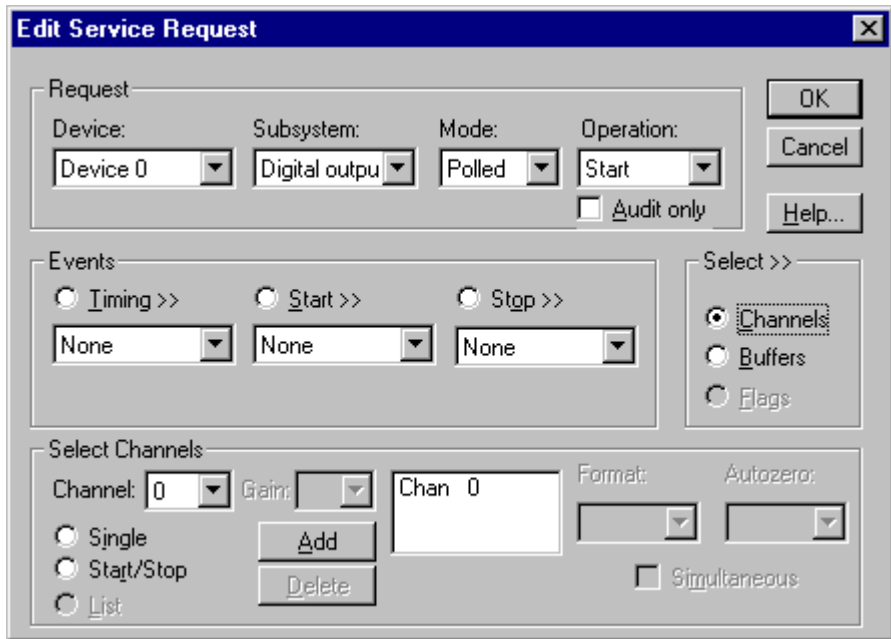 Edit Service Request
Request
OK
Device: Subsystem: Mode: Operation:
Device 0 Digital outpu Polled Start
Cancel
Audit only
Help...
Events
Select >>
Timing >> Start >> Stop >>
None None None
Channels
Buffers
Flags
Select Channels
Channel: 0 Gain: Chan 0 Format: Autozero:
Single
Add
Start/Stop
Delete
Simultaneous
List